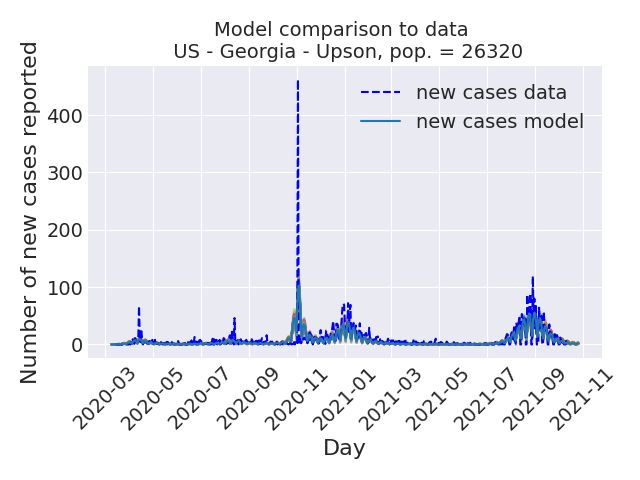 Model comparison to data
US - Georgia - Upson, pop. = 26320
Number of new cases reported
400
300
200
100
0
new cases data
new cases model
2020-03
2020-05
2020-07
2020-09
2020-11
2021-01
2021-03
2021-05
2021-07
2021-09
2021-11
Day